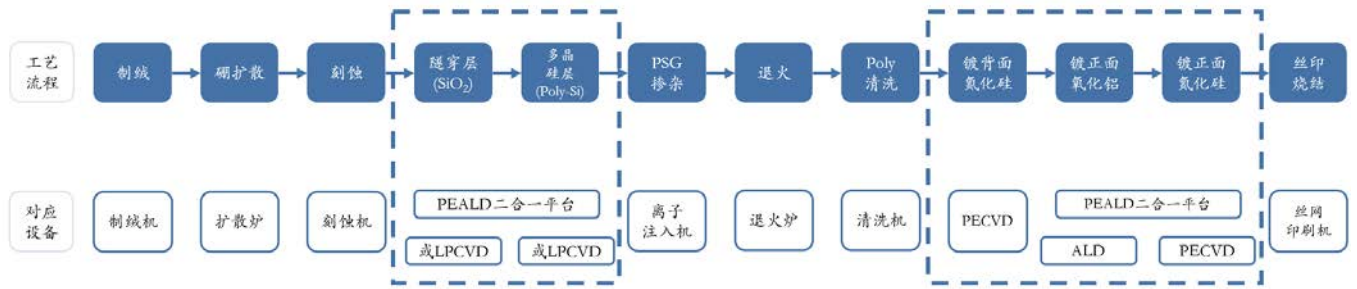 工艺
流程
制绒
硼扩散
刻蚀
隧穿层
(SiO₂)
多晶
硅层
(Poly-Si)
PSG
掺杂
退火
Poly
清洗
镀背面
氮化硅
镀正面
氧化铝
镀正面
氮化硅
丝印
烧结
对应
设备
制绒机
扩散炉
刻蚀机
PEALD二合一平台
或LPCVD
或LPCVD
离子
注入机
退火炉
清洗机
PECVD
PEALD二合一平台
ALD
PECVD
丝网
印刷机